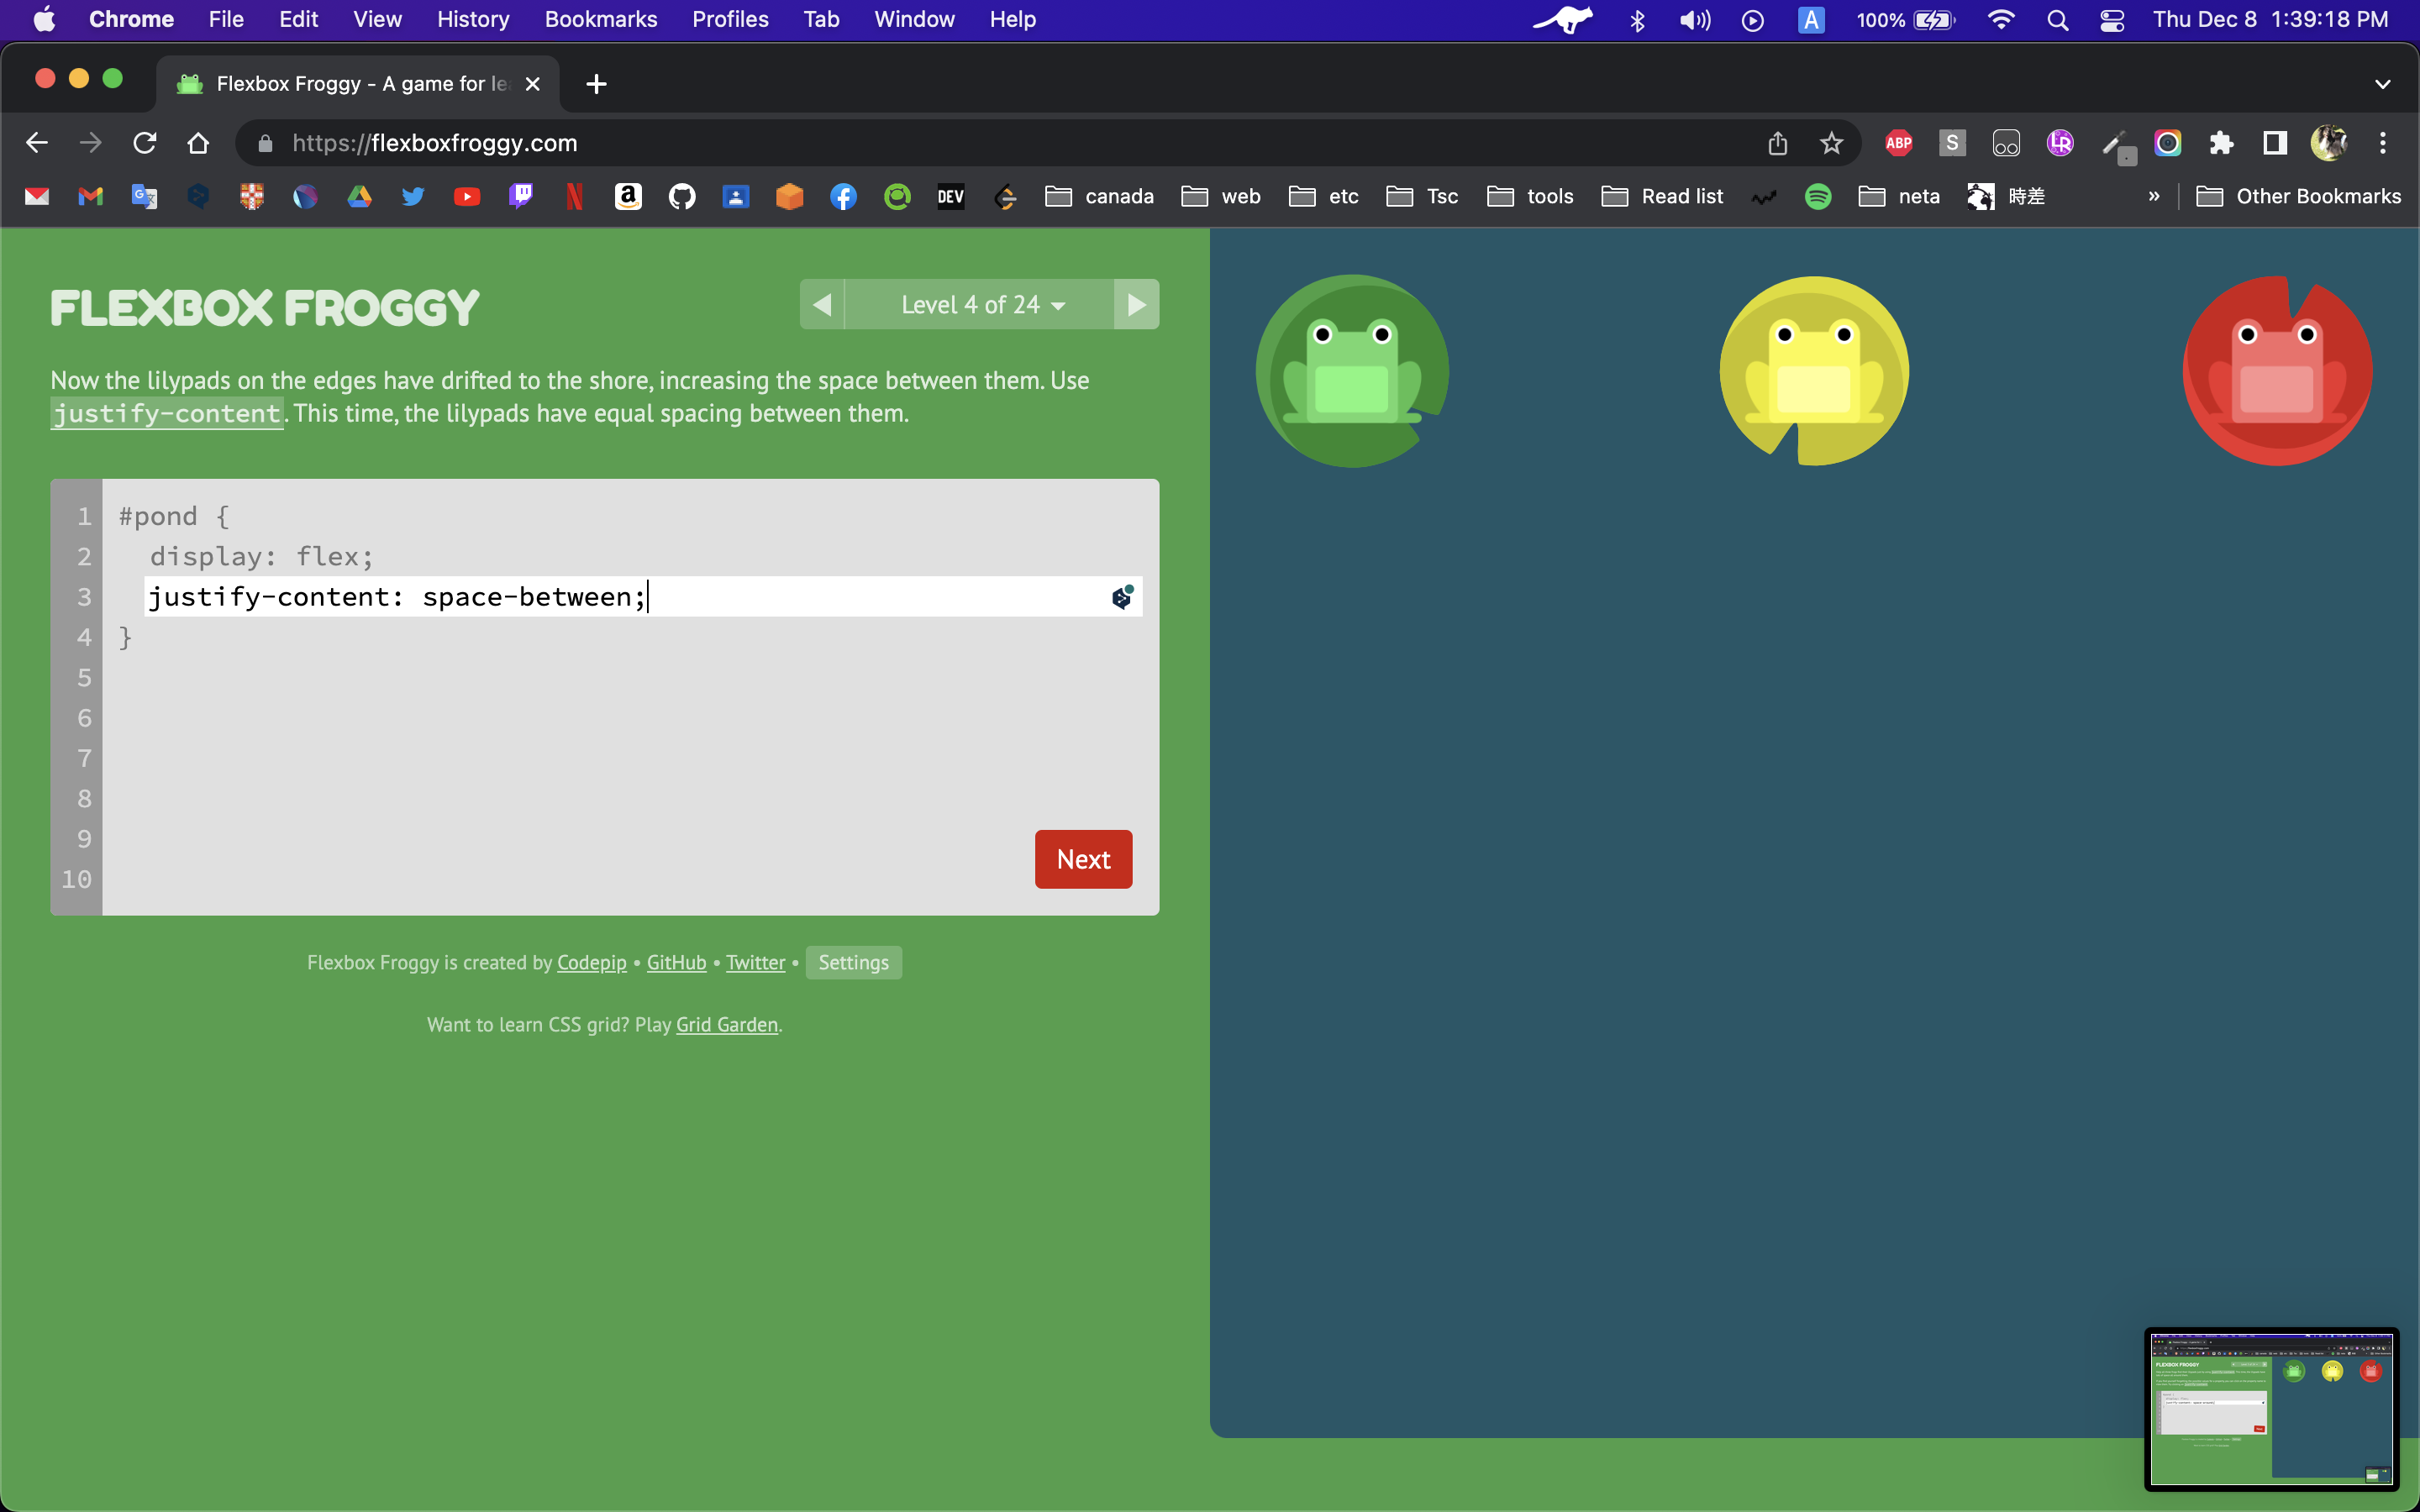 Chrome File Edit View History Bookmarks Profiles Tab Window Help A 100% Thu Dec 8 1:39:18 PM
Flexbox Froggy - A game for le
https://flexboxfroggy.com ABP S LR
DEV canada web etc Tsc tools Read list neta 時差 » Other Bookmarks
FLEXBOX FROGGY
Level 4 of 24
Now the lilypads on the edges have drifted to the shore, increasing the space between them. Use
justify-content. This time, the lilypads have equal spacing between them.
1 #pond {
2 display: flex;
3 justify-content: space-between;
4 }
5
6
7
8
9
10
Next
Flexbox Froggy is created by Codepip • GitHub • Twitter • Settings
Want to learn CSS grid? Play Grid Garden.
FLEXBOX FROGGY